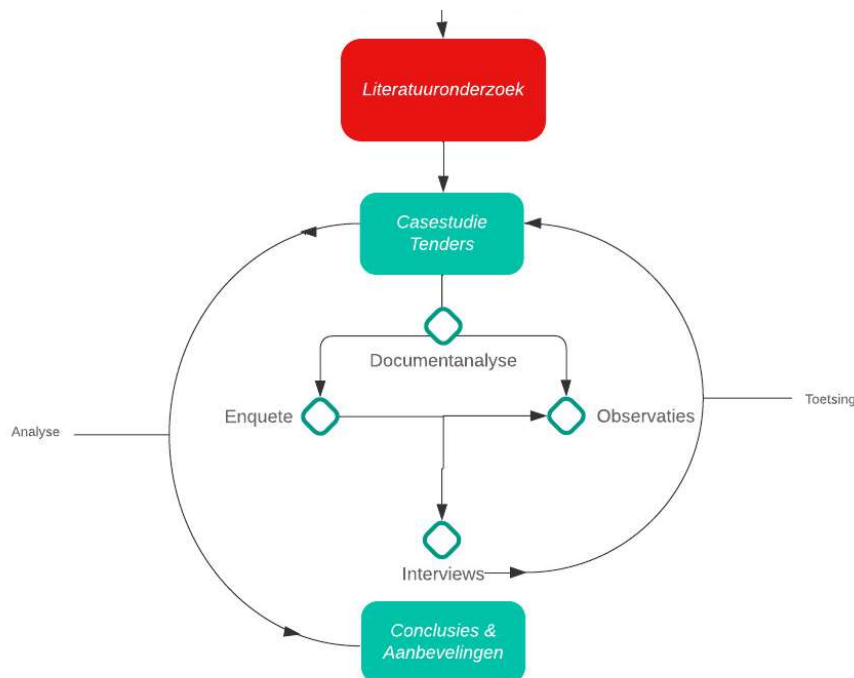 Literatuuronderzoek
Casestudie
Tenders
Documentanalyse
Enquete
Observaties
Toetsing
Analyse
Interviews
Conclusies &
Aanbevelingen